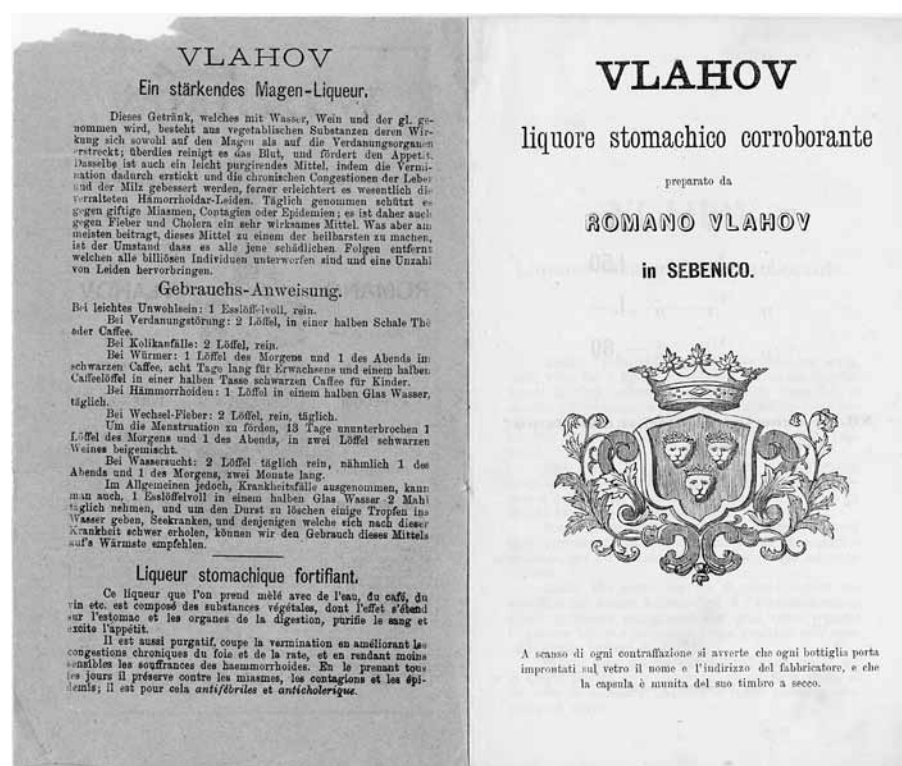 VLAHOV
Ein stärkendes Magen-Liqueur.
Dieses Getränk, welches mit Wasser, Wein und der gl. ge-
nommen wird, besteht aus vegetablischen Substanzen deren Wir-
kung sich sowohl auf den Magen als auf die Verdanungsorganen
erstreckt; überdies reinigt es das Blut, und fördert den Appetit.
Dasselbe ist auch ein leicht purgirendes Mittel, indem die Vermi-
nation dadurch erstickt und die chronischen Congestionen der Leber
und der Milz gebessert werden, ferner erleichtert es wesentlich die
verralteten Hämorrhoidar-Leiden. Täglich genommen schützt es
gegen giftige Miasmen, Contagien oder Epidemien; es ist daher auch
gegen Fieber und Cholera ein sehr wirksames Mittel. Was aber am
meisten beitragt, dieses Mittel zu einem der heilbarsten zu machen,
ist der Umstand dass es alle jene schädlichen Folgen entfernt
welchen alle billiösen Individuen unterworfen sind und eine Unzahl
von Leiden hervorbringen.
Gebrauchs-Anweisung.
Bei leichtes Unwohlsein: 1 Esslöffelvoll, rein.
Bei Verdanungstörung: 2 Löffel, in einer halben Schale Thè
oder Caffee.
Bei Kolikanfälle: 2 Löffel, rein.
Bei Würmer: 1 Löffel des Morgens und 1 des Abends im
schwarzen Caffee, acht Tage lang für Erwachsene und einem halben
Caffeelöffel in einer halben Tasse schwarzen Caffee für Kinder.
Bei Hämmorrhoiden: 1 Löffel in einem halben Glas Wasser,
täglich.
Bei Wechsel-Fieber: 2 Löffel, rein, täglich.
Um die Menstruation zu förden, 18 Tage ununterbrochen 1
Löffel des Morgens und 1 des Abends, in zwei Löffel schwarzen
Weines beigemischt.
Bei Wassersucht: 2 Löffel täglich rein, nähmlich 1 des
Abends und 1 des Morgens, zwei Monate lang.
Im Allgemeinen jedoch, Krankheitsfälle ausgenommen, kann
man auch, 1 Esslöffelvoll in einem halben Glas Wasser 2 Mahl
täglich nehmen, und um den Durst zu löschen einige Tropfen ins
Wasser geben, Seekranken, und denjenigen welche sich nach dieser
Krankheit schwer erholen, können wir den Gebrauch dieses Mittels
auf's Wärmste empfehlen.
Liqueur stomachique fortifiant.
Ce liqueur que l'on prend mèlé avec de l'eau, du café, du
vin etc. est composé des substances végétales, dont l'effet s'étend
sur l'estomac et les organes de la digestion, purifie le sang et
excite l'appétit.
Il est aussi purgatif, coupe la vermination en améliorant les
congestions chroniques du foie et de la rate, et en rendant moins
sensibles les souffrances des haemmorrhoides. En le prenant tous
les jours il préserve contre les miasmes, les contagions et les épi-
demis; il est pour cela antifébriles et anticholerique.
VLAHOV
liquore stomachico corroborante
preparato da
ROMANO VLAHOV
in SEBENICO.
A scanso di ogni contraffazione si avverte che ogni bottiglia porta
improntati sul vetro il nome e l'indirizzo del fabbricatore, e che
la capsula è munita del suo timbro a secco.